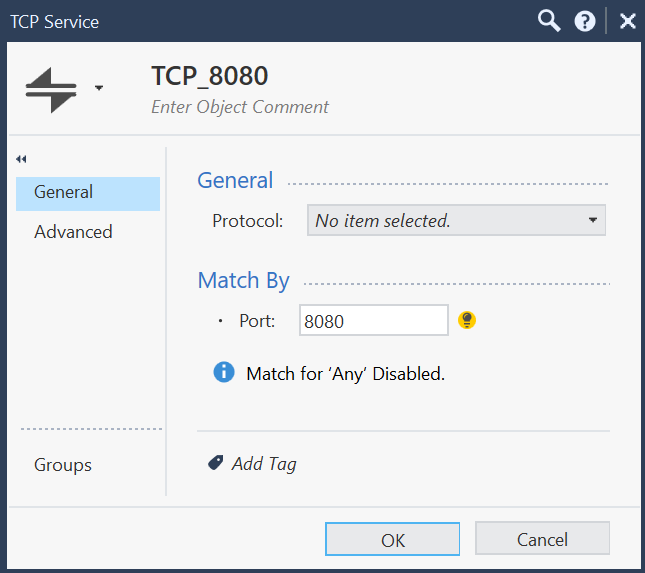 TCP Service
TCP_8080
Enter Object Comment
General
Advanced
Groups
General
Protocol: No item selected.
Match By
• Port: 8080
Match for ‘Any’ Disabled.
Add Tag
OK Cancel